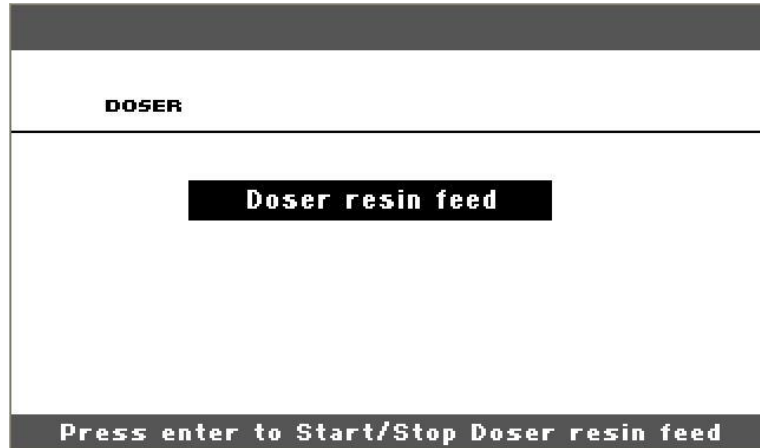 DOSER
Doser resin feed
Press enter to Start/Stop Doser resin feed